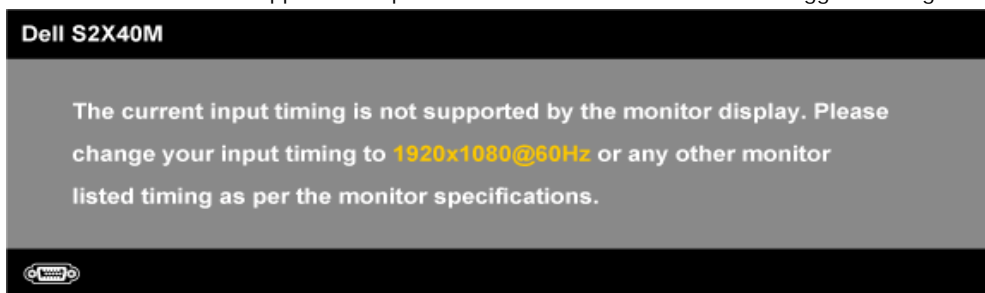 Dell S2X40M
The current input timing is not supported by the monitor display. Please
change your input timing to 1920x1080@60Hz or any other monitor
listed timing as per the monitor specifications.